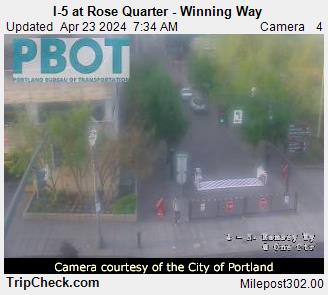 I-5 at Rose Quarter - Winning Way
Updated Apr 23 2024 7:34 AM Camera 4
PBOT
PORTLAND BUREAU OF TRANSPORTATION
Camera courtesy of the City of Portland
TripCheck.com Milepost302.00